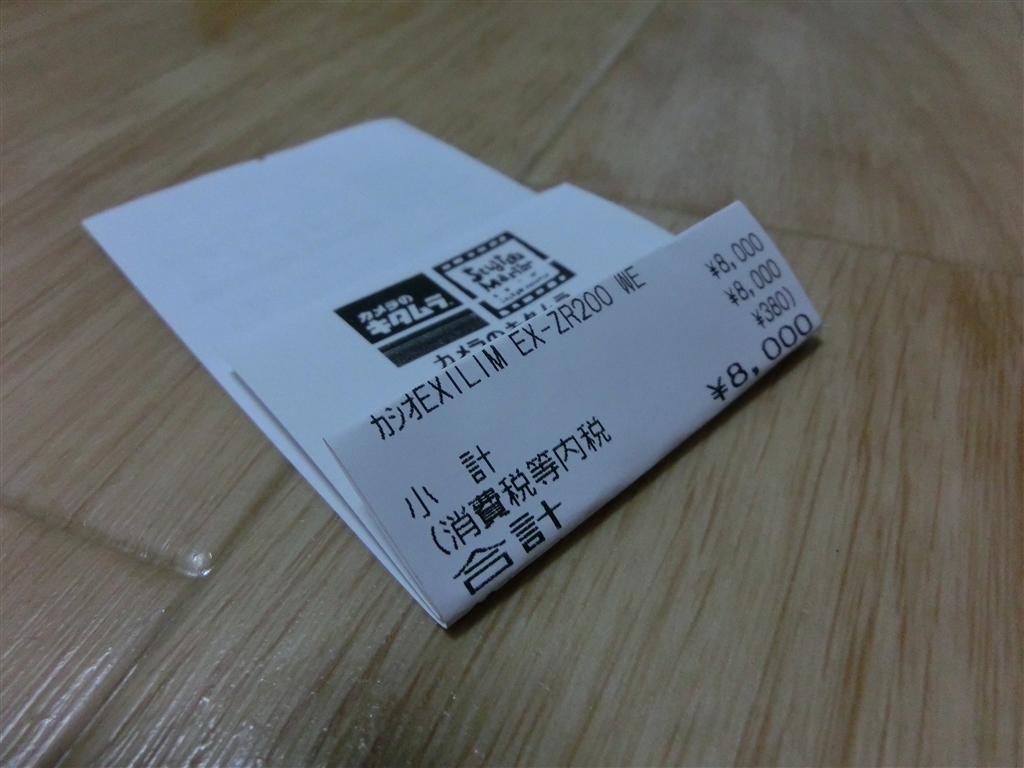 カメラの
キタムラ
カメラのキタムラ
カシオEXILIM EX-ZR200 WE ¥8,000
小 計 ¥8,000
(消費税等内税 ¥380)
合計 ¥8,000